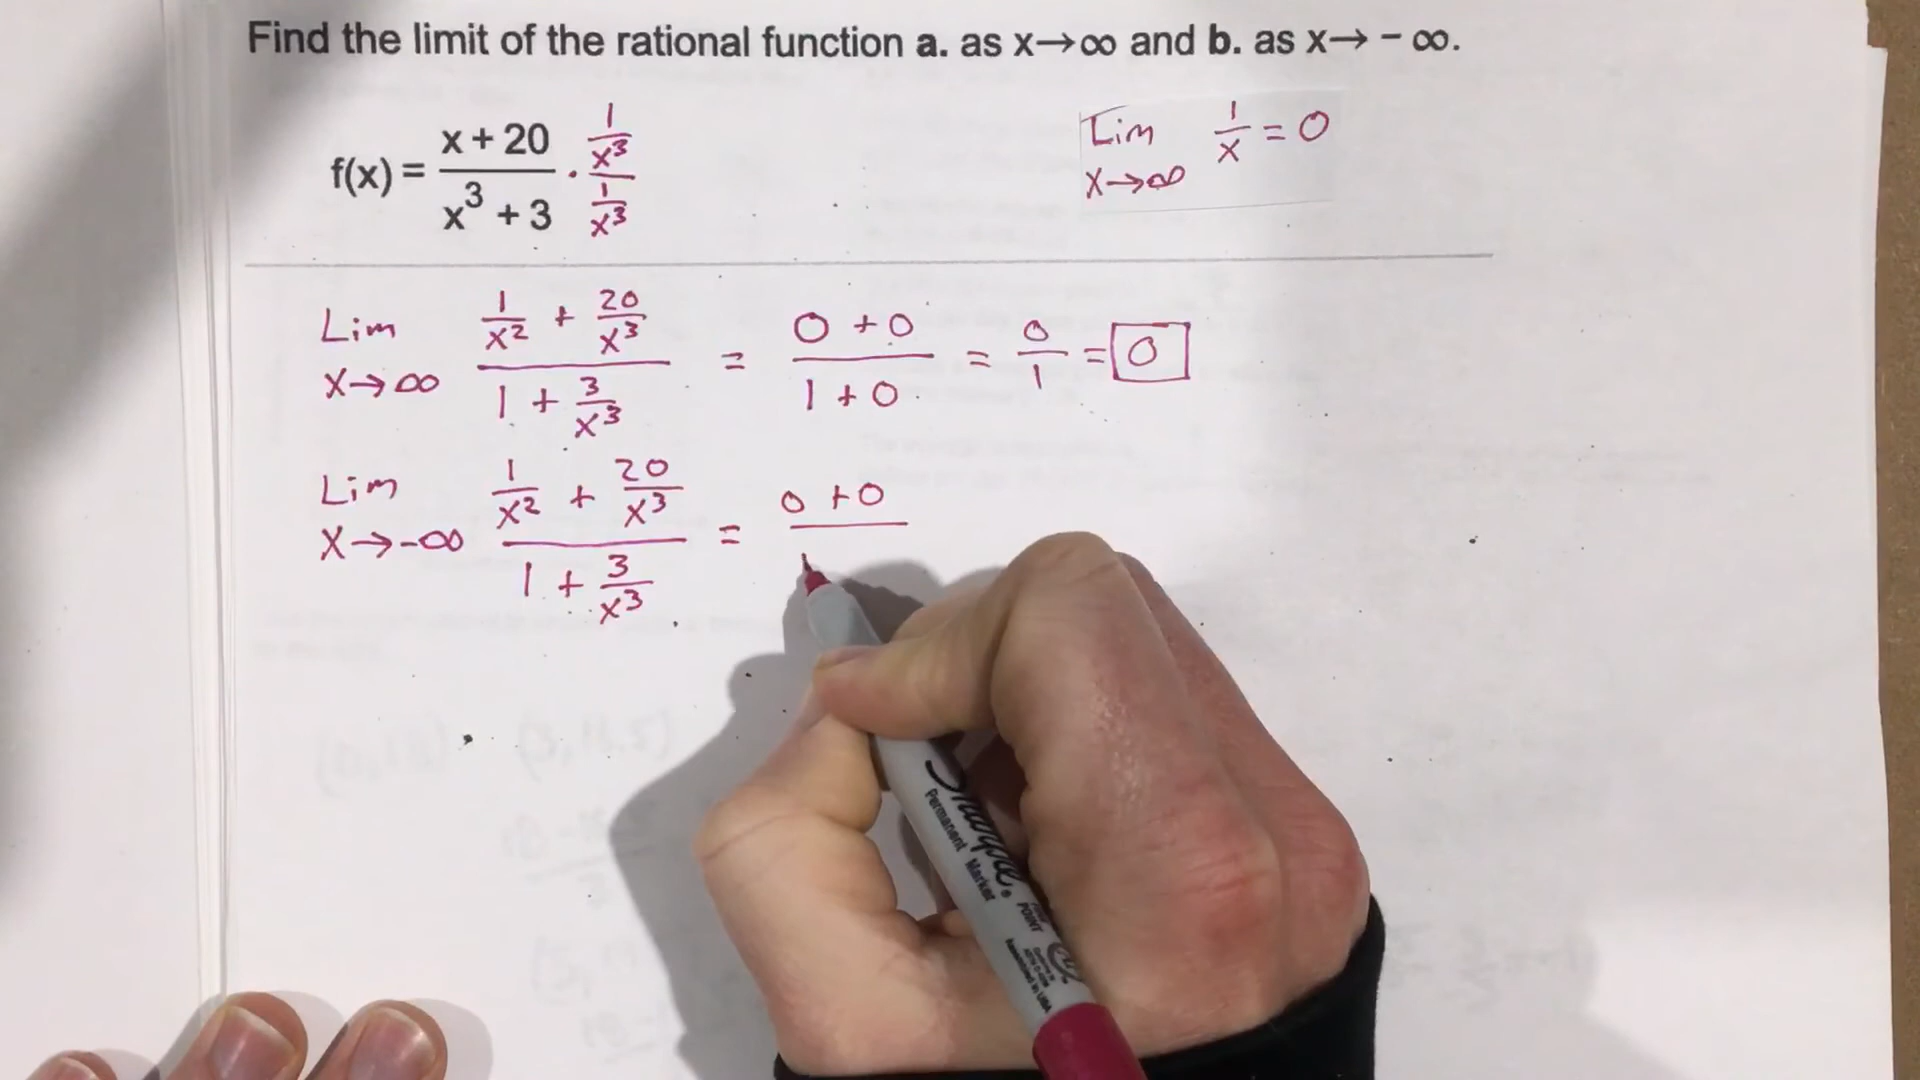 Find the limit of the rational function a. as x→∞ and b. as x→ - ∞.
f(x) = (x + 20)/(x³ + 3) · (1/x³)/(1/x³)
Lim x→∞ 1/x = 0
Lim x→∞ (1/x² + 20/x³)/(1 + 3/x³) = (0 + 0)/(1 + 0) = 0/1 = 0
Lim x→-∞ (1/x² + 20/x³)/(1 + 3/x³) = (0 + 0)/
Sharpie.
Permanent Marker